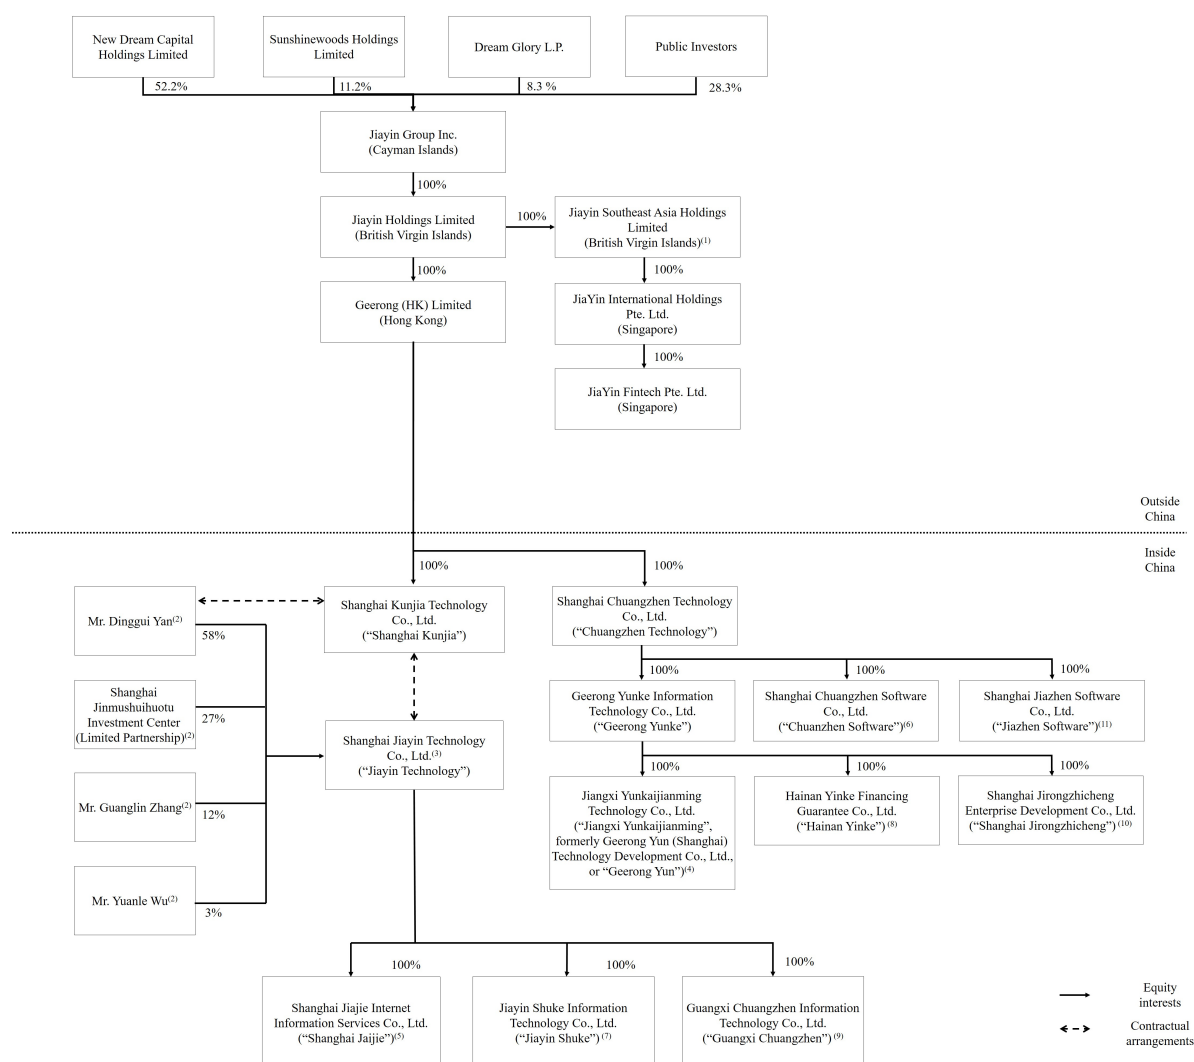 New Dream Capital
Holdings Limited
Sunshinewoods Holdings
Limited
Dream Glory L.P.
Public Investors
52.2%
11.2%
8.3 %
28.3%
Jiayin Group Inc.
(Cayman Islands)
100%
Jiayin Holdings Limited
(British Virgin Islands)
100%
Jiayin Southeast Asia Holdings
Limited
(British Virgin Islands)(1)
100%
100%
Geerong (HK) Limited
(Hong Kong)
JiaYin International Holdings
Pte. Ltd.
(Singapore)
100%
JiaYin Fintech Pte. Ltd.
(Singapore)
Outside
China
Inside
China
100%
100%
Mr. Dinggui Yan(2)
58%
Shanghai Kunjia Technology
Co., Ltd.
(“Shanghai Kunjia”)
Shanghai Chuangzhen Technology
Co., Ltd.
(“Chuangzhen Technology”)
100%
100%
100%
Shanghai
Jinmushuihuotu
Investment Center
(Limited Partnership)(2)
27%
Geerong Yunke Information
Technology Co., Ltd.
(“Geerong Yunke”)
Shanghai Chuangzhen Software
Co., Ltd.
(“Chuanzhen Software”)(6)
Shanghai Jiazhen Software
Co., Ltd.
(“Jiazhen Software”)(11)
Shanghai Jiayin Technology
Co., Ltd.(3)
(“Jiayin Technology”)
100%
100%
100%
Mr. Guanglin Zhang(2)
12%
Jiangxi Yunkaijianming
Technology Co., Ltd.
(“Jiangxi Yunkaijianming”,
formerly Geerong Yun (Shanghai)
Technology Development Co., Ltd.,
or “Geerong Yun”)(4)
Hainan Yinke Financing
Guarantee Co., Ltd.
(“Hainan Yinke”)(8)
Shanghai Jirongzhicheng
Enterprise Development Co., Ltd.
(“Shanghai Jirongzhicheng”)(10)
Mr. Yuanle Wu(2)
3%
100%
100%
100%
Shanghai Jiajie Internet
Information Services Co., Ltd.
(“Shanghai Jaijie”)(5)
Jiayin Shuke Information
Technology Co., Ltd.
(“Jiayin Shuke”)(7)
Guangxi Chuangzhen Information
Technology Co., Ltd.
(“Guangxi Chuangzhen”)(9)
Equity
interests
Contractual
arrangements